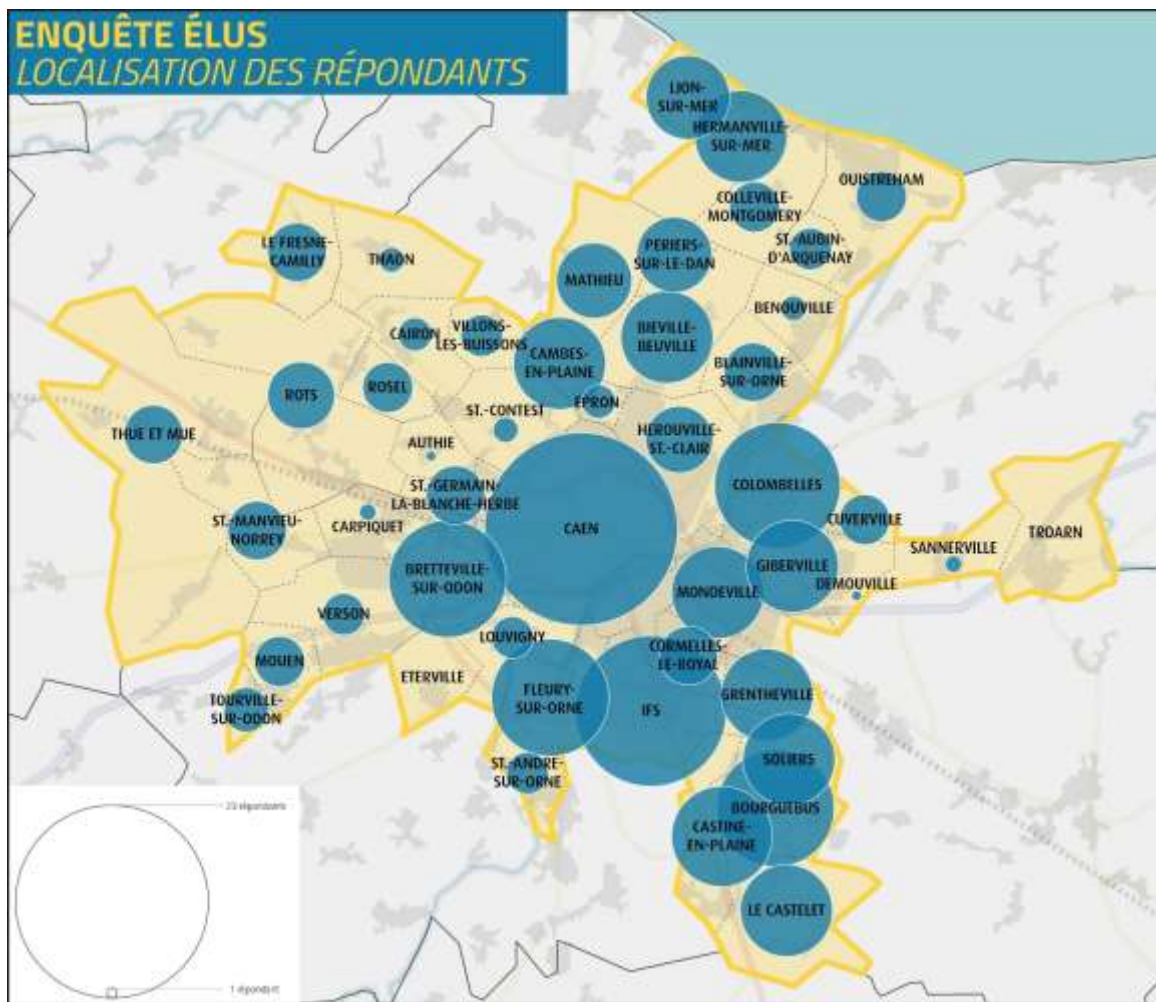 ENQUÊTE ÉLUS
LOCALISATION DES RÉPONDANTS
LION-
SUR-MER
HERMANVILLE-
SUR-MER
OUISTREHAM
COLLEVILLE-
MONTGOMERY
ST.-AUBIN-
D'ARQUENAY
PERIERS-
SUR-LE-DAN
LE FRESNE-
CAMILLY
THAON
MATHIEU
BENOUVILLE
CAIRON
VILLONS-
LES-BUISSONS
BIEVILLE-
BEUVILLE
CAMBES-
EN-PLAINE
BLAINVILLE-
SUR-ORNE
ROTS
ROSEL
EPRON
ST.-CONTEST
THUE ET MUE
AUTHIE
HEROUVILLE-
ST.-CLAIR
ST.-GERMAIN-
LA-BLANCHE-HERBE
COLOMBELLES
CARPIQUET
ST.-MANVIEU-
NORREY
CAEN
CUVERVILLE
TROARN
SANNERVILLE
BRETTEVILLE-
SUR-ODON
GIBERVILLE
DEMOUVILLE
MONDEVILLE
VERSON
LOUVIGNY
CORMELLES-
LE-ROYAL
MOUEN
ETERVILLE
FLEURY-
SUR-ORNE
IFS
GRENTHEVILLE
TOURVILLE-
SUR-ODON
ST.-ANDRE-
SUR-ORNE
SOLIERS
BOURGUEBUS
CASTINE-
EN-PLAINE
LE CASTELET
répondants
1 répondant